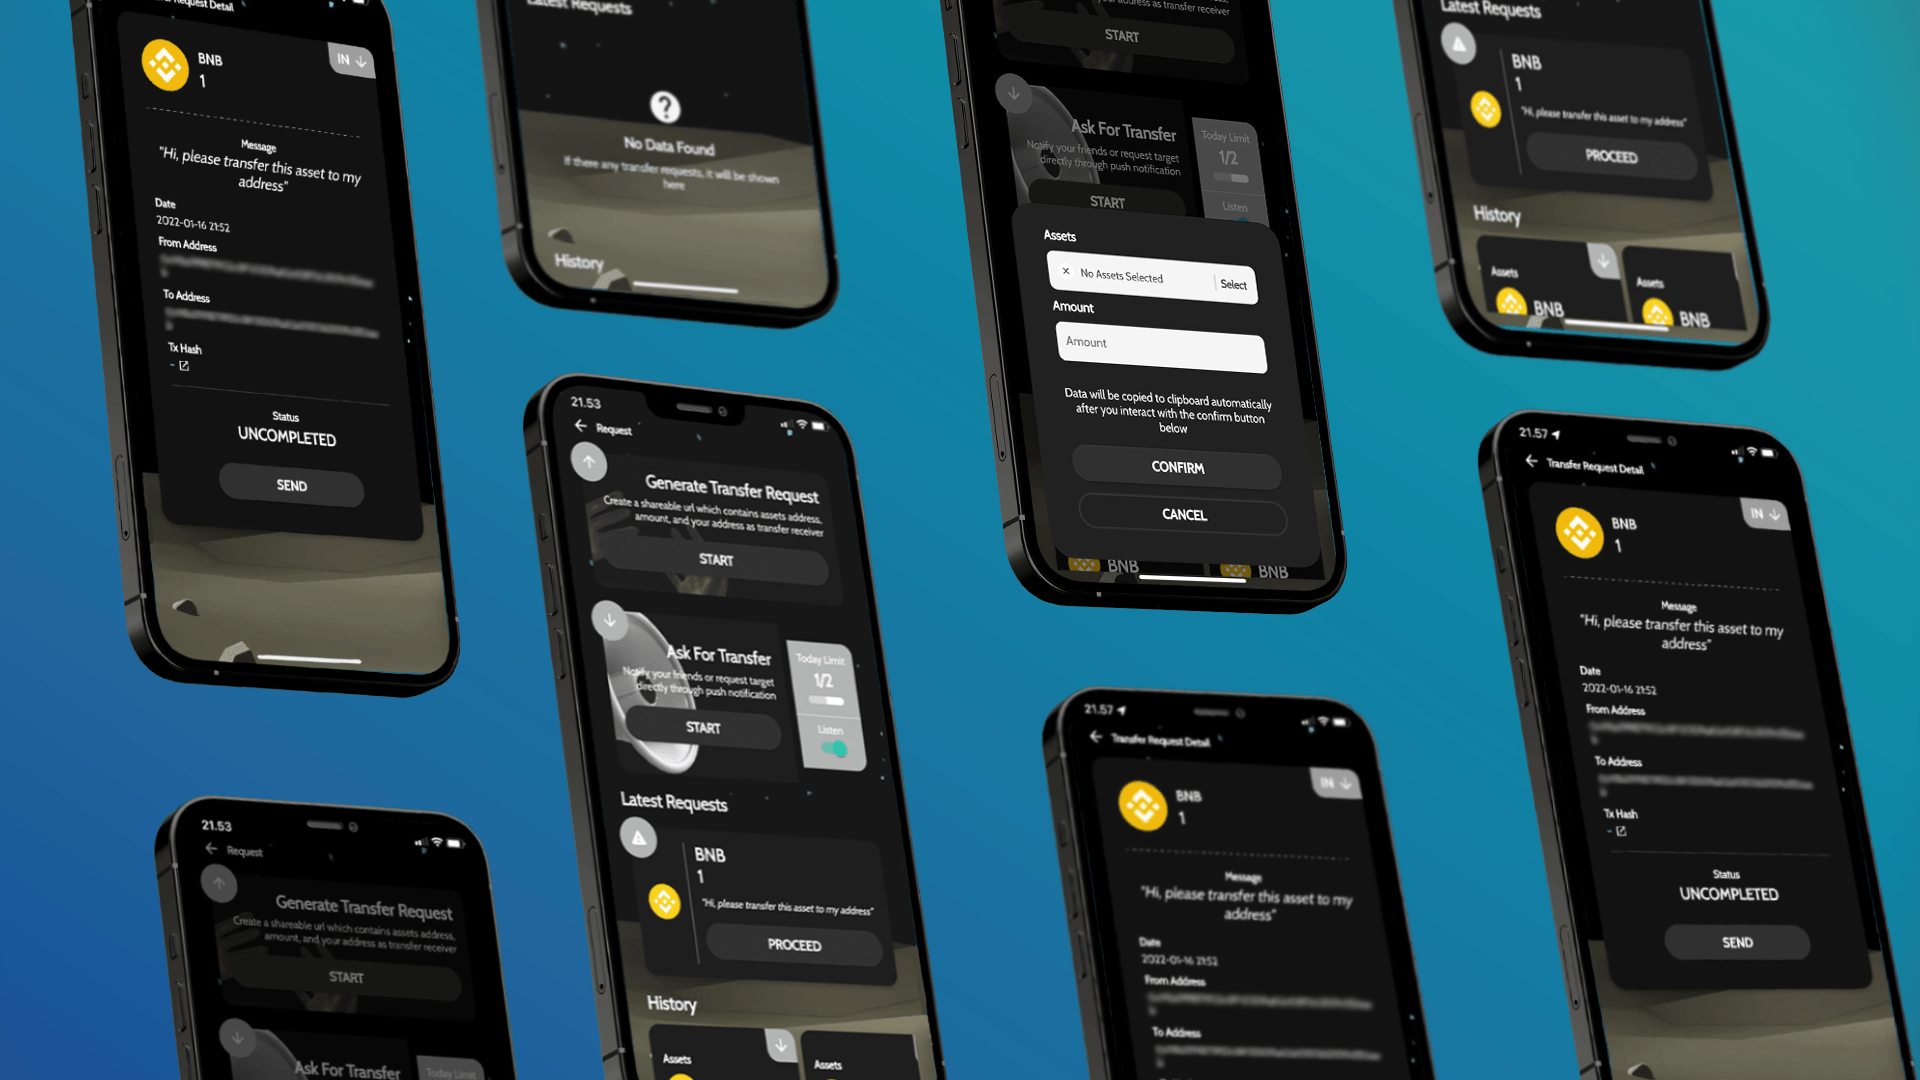 Transfer Request Detail
BNB
1
IN
Message
"Hi, please transfer this asset to my
address"
Date
2022-01-16 21:52
From Address
To Address
Tx Hash
-
Status
UNCOMPLETED
SEND
Latest Requests
No Data Found
If there any transfer requests, it will be shown
here
History
your address as transfer receiver
START
Ask For Transfer
Notify your friends or request target
directly through push notification
START
Today Limit
1/2
Listen
Assets
× No Assets Selected
Select
Amount
Amount
Data will be copied to clipboard automatically
after you interact with the confirm button
below
CONFIRM
CANCEL
BNB
BNB
Latest Requests
BNB
1
"Hi, please transfer this asset to my address"
PROCEED
History
Assets
BNB
Assets
BNB
21.53
Request
Generate Transfer Request
Create a shareable url which contains assets address,
amount, and your address as transfer receiver
START
Ask For Transfer
Notify your friends or request target
directly through push notification
START
Today Limit
1/2
Listen
Latest Requests
BNB
1
"Hi, please transfer this asset to my address"
PROCEED
History
Assets
Assets
21.57
Transfer Request Detail
BNB
1
IN
Message
"Hi, please transfer this asset to my
address"
Date
2022-01-16 21:52
From Address
To Address
Tx Hash
-
Status
UNCOMPLETED
SEND
21.57
Transfer Request Detail
BNB
1
IN
Message
"Hi, please transfer this asset to my
address"
Date
2022-01-16 21:52
From Address
To Address
21.53
Request
Generate Transfer Request
Create a shareable url which contains assets address,
amount, and your address as transfer receiver
START
Ask For Transfer
Today Limit